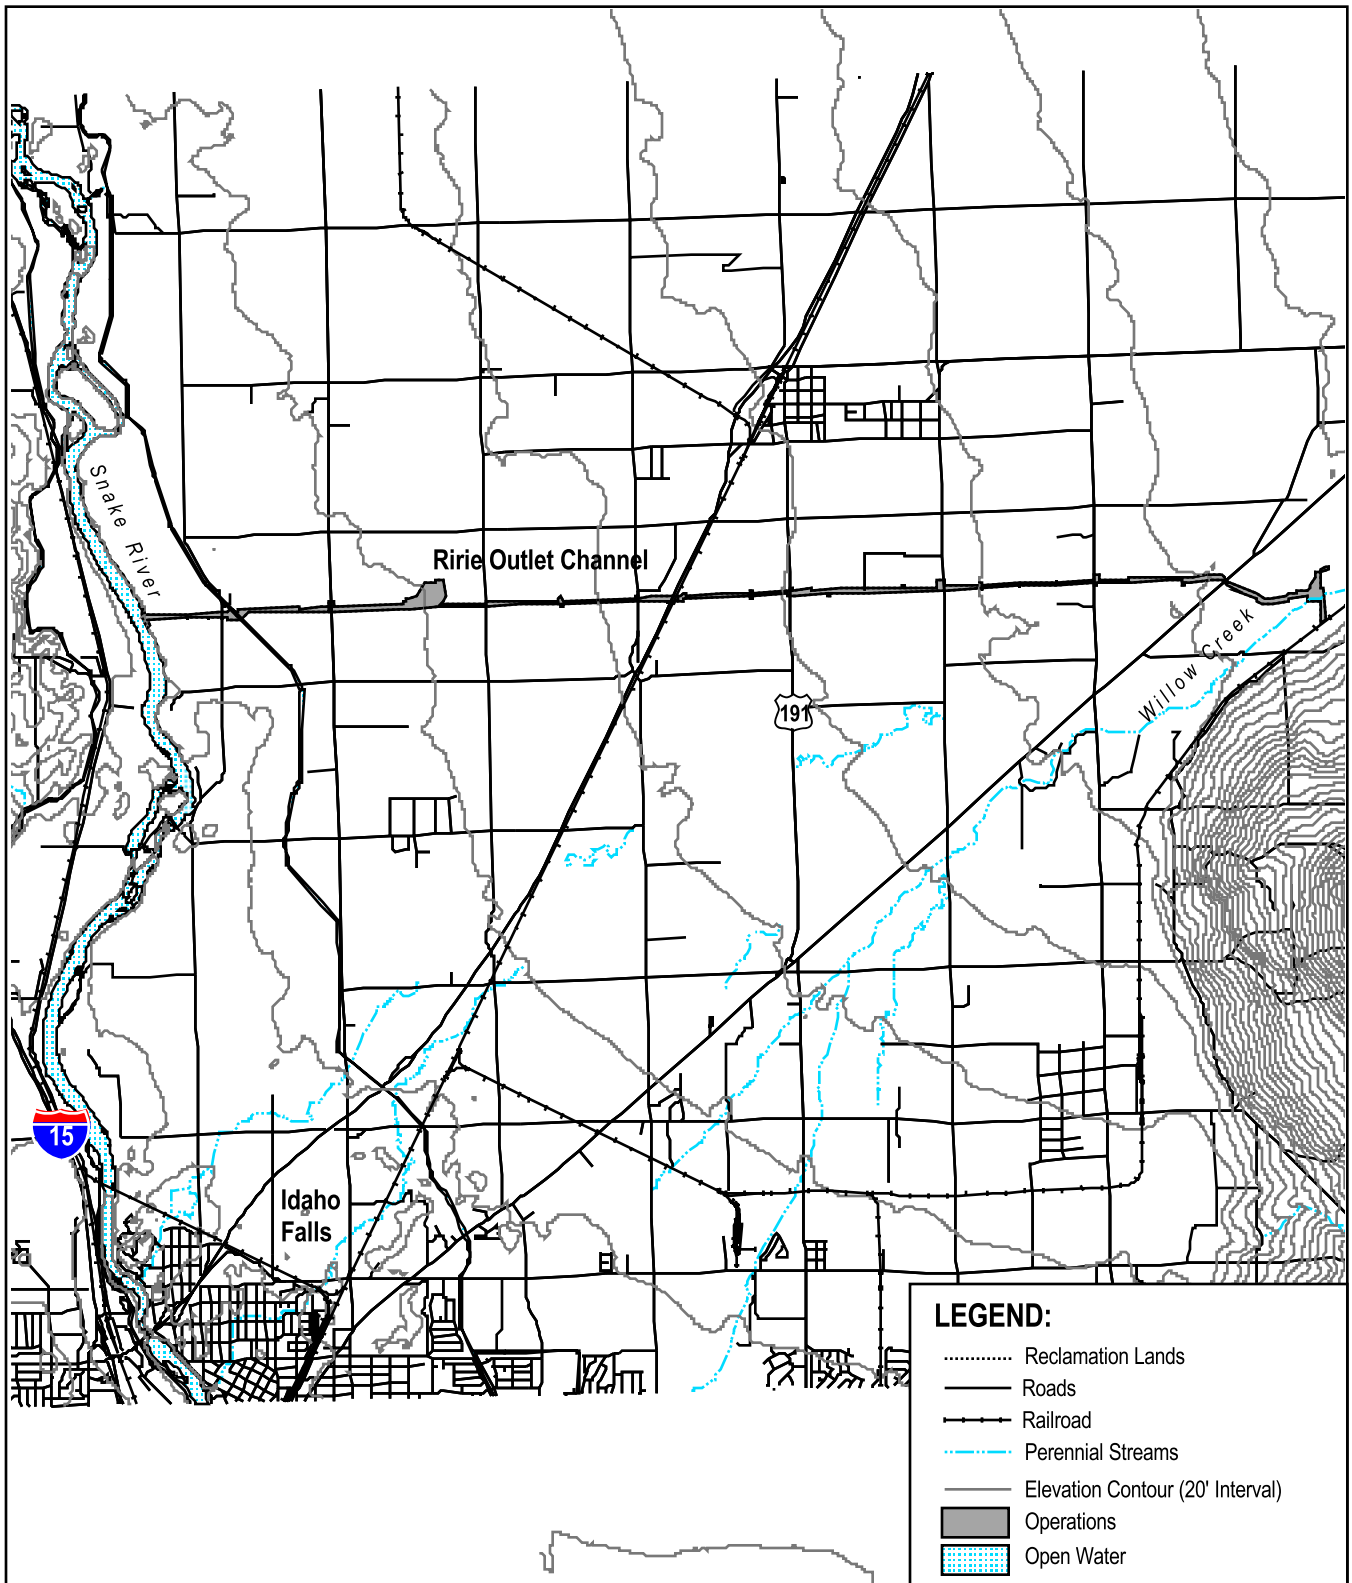 Snake River
Ririe Outlet Channel
Willow Creek
191
15
Idaho
Falls
LEGEND:
Reclamation Lands
Roads
Railroad
Perennial Streams
Elevation Contour (20' Interval)
Operations
Open Water